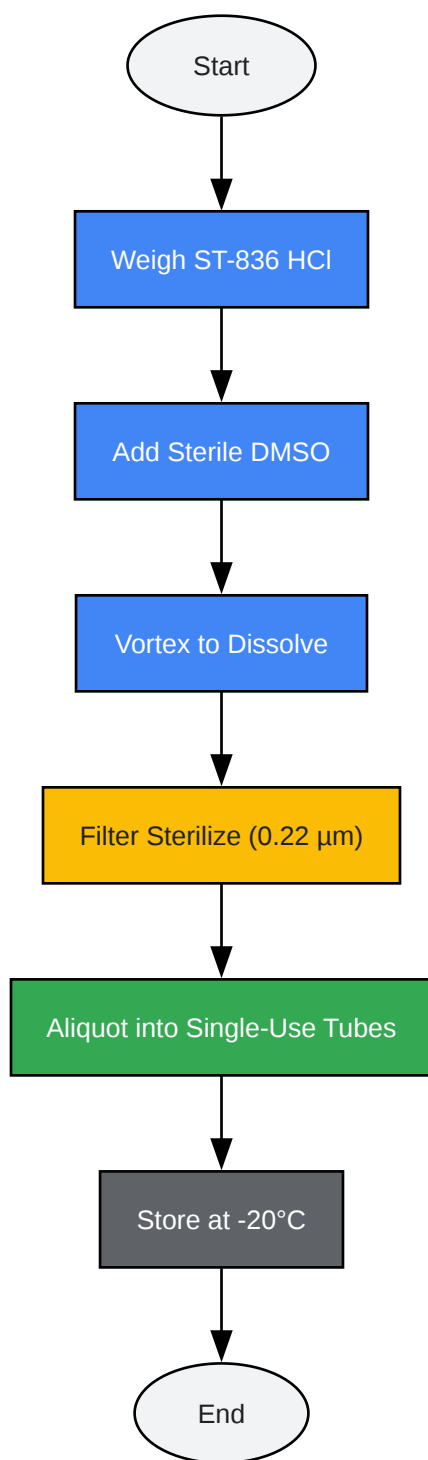 Start
Weigh ST-836 HCl
Add Sterile DMSO
Vortex to Dissolve
Filter Sterilize (0.22 µm)
Aliquot into Single-Use Tubes
Store at -20°C
End